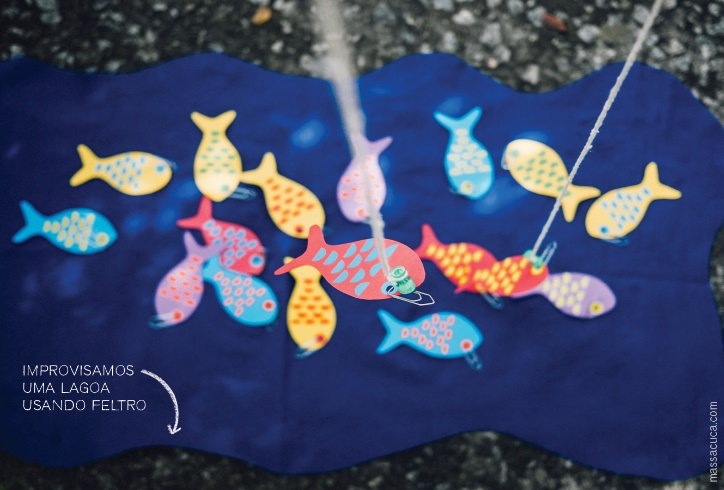 IMPROVISAMOS
UMA LAGOA
USANDO FELTRO
massacuca.com